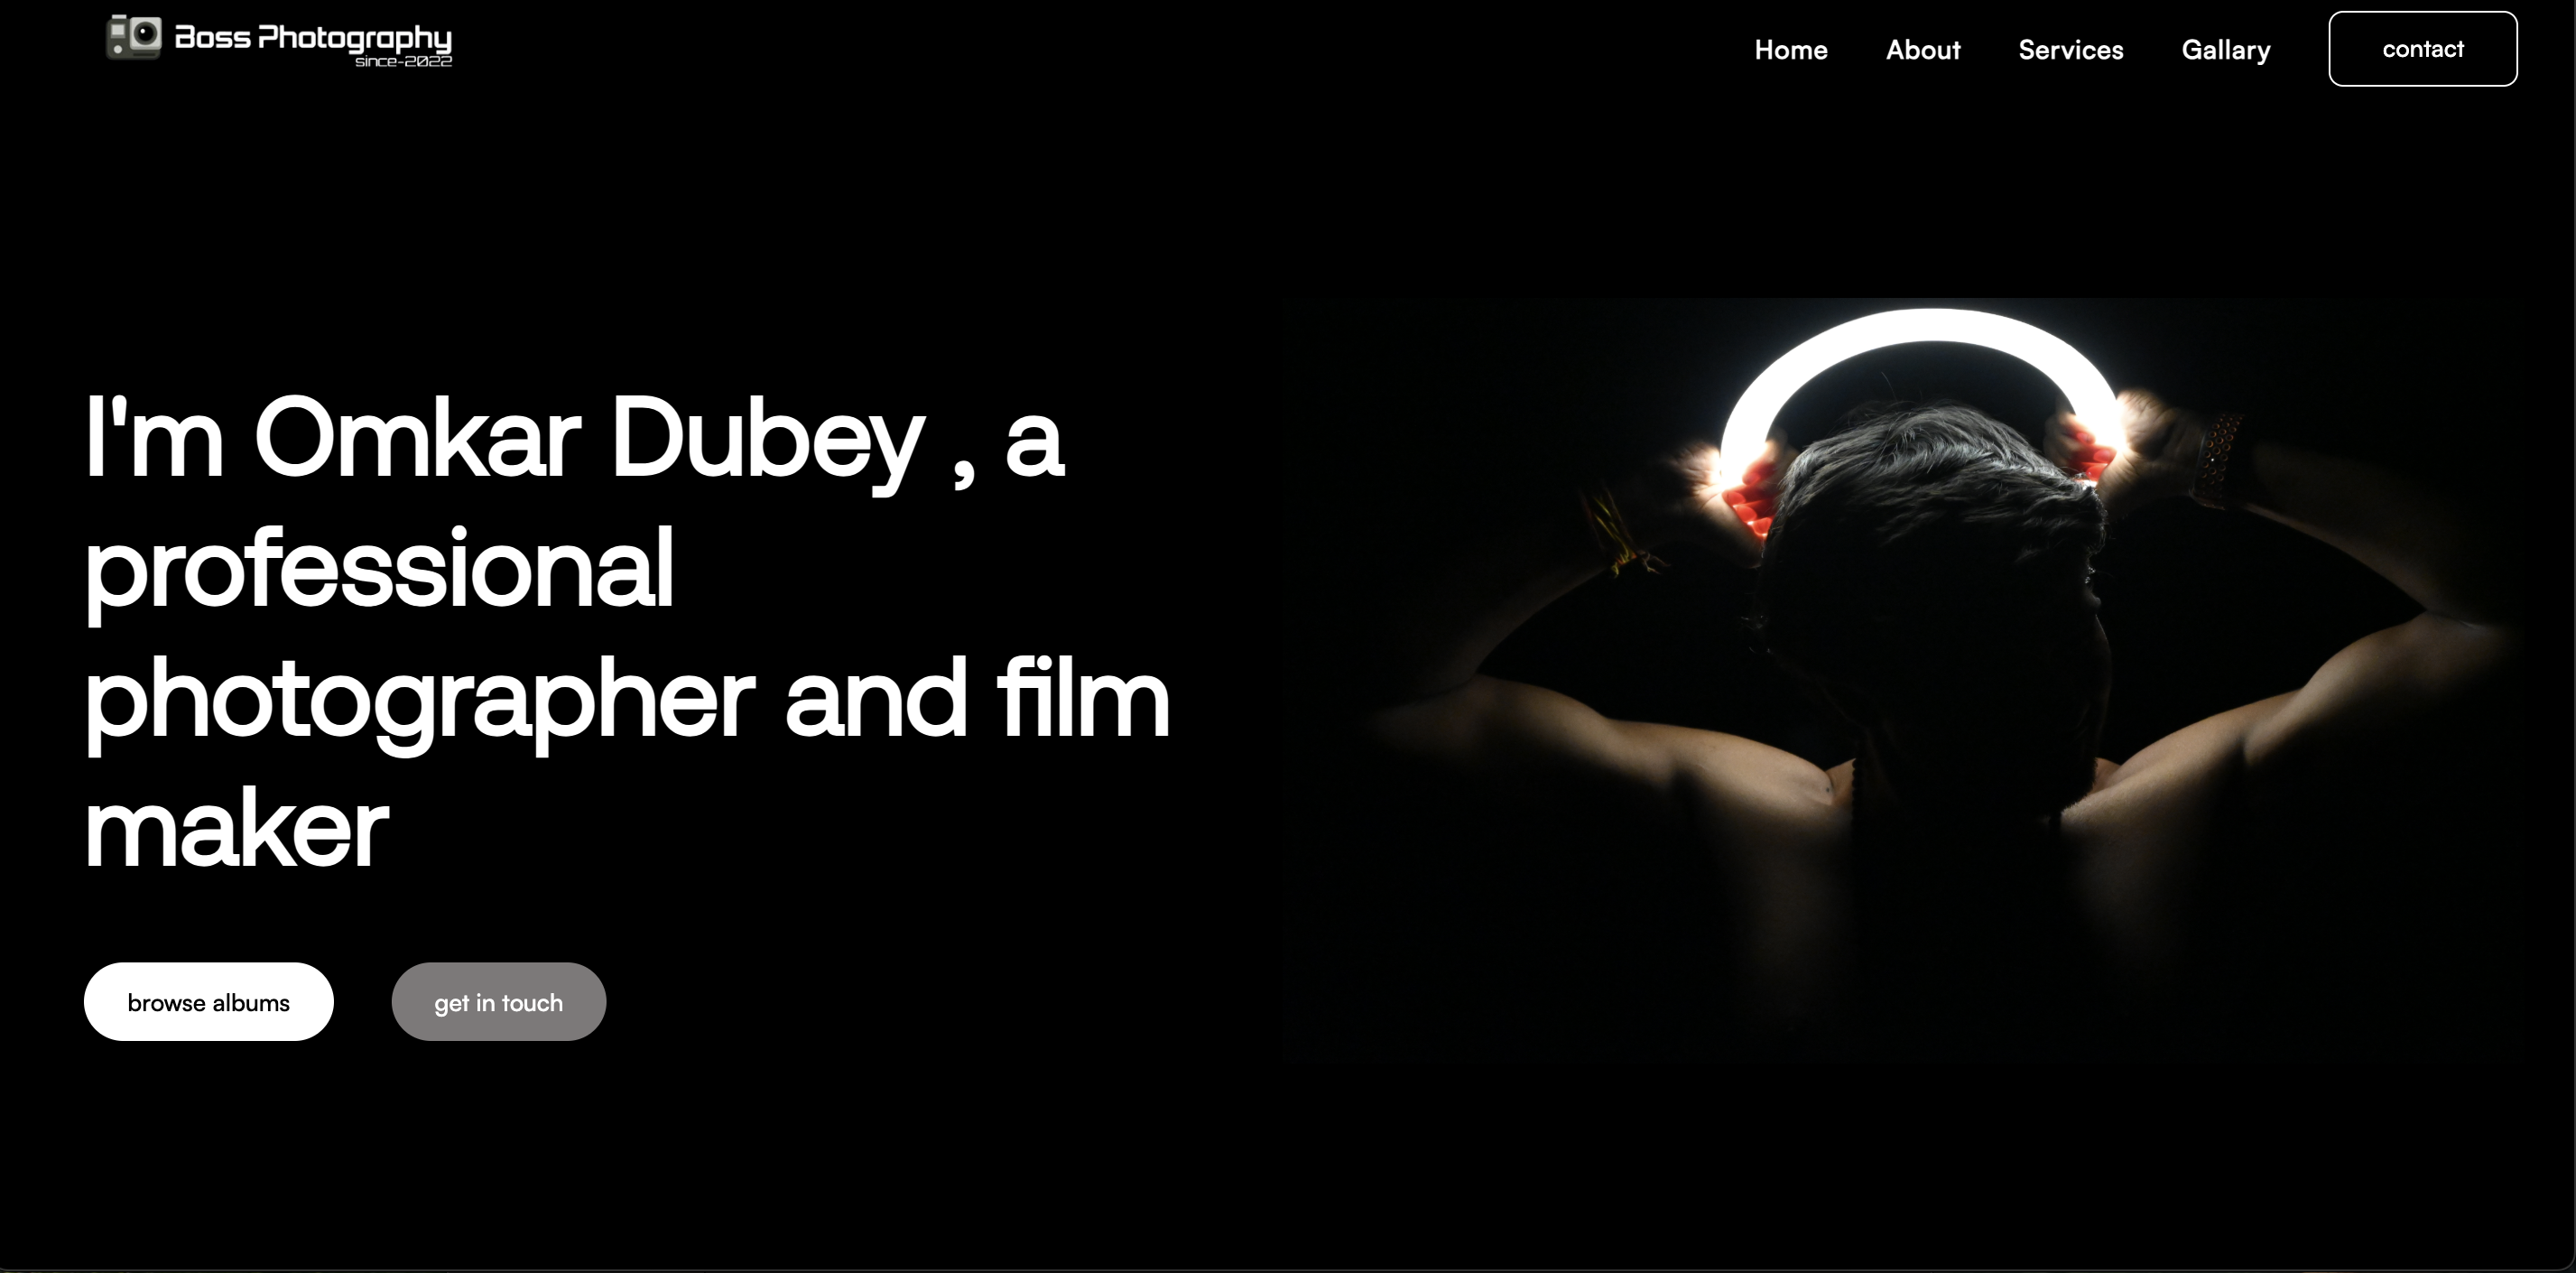 Boss Photography
since-2022
Home About Services Gallary contact
I'm Omkar Dubey , a
professional
photographer and film
maker
browse albums get in touch